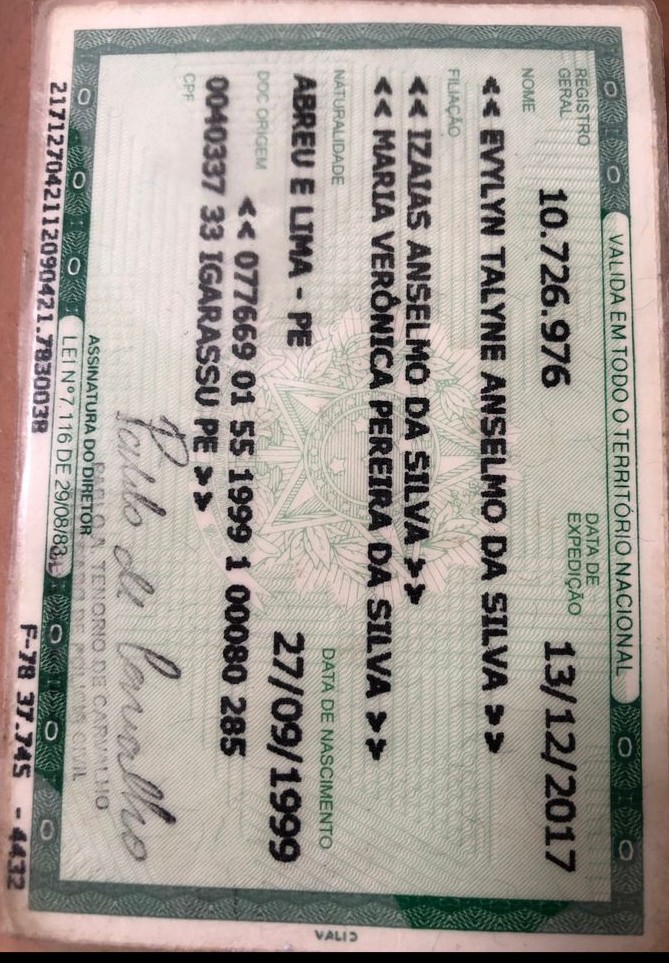 VALIDA EM TODO O TERRITÓRIO NACIONAL
REGISTRO GERAL 10.726.976 DATA DE EXPEDIÇÃO 13/12/2017
NOME
<< EVYLYN TALYNE ANSELMO DA SILVA >>
FILIAÇÃO
<< IZAIAS ANSELMO DA SILVA >>
<< MARIA VERÔNICA PEREIRA DA SILVA >>
NATURALIDADE DATA DE NASCIMENTO
ABREU E LIMA - PE 27/09/1999
DOC ORIGEM
<< 077669 01 55 1999 1 00080 285
0040337 33 IGARASSU PE >>
CPF
Pablo de Carvalho
PABLO A. TENORIO DE CARVALHO
CIVIL
ASSINATURA DO DIRETOR
LEI Nº 7.116 DE 29/08/83
217127042112090421.7830038 F-78 37.745 - 4432
VALID